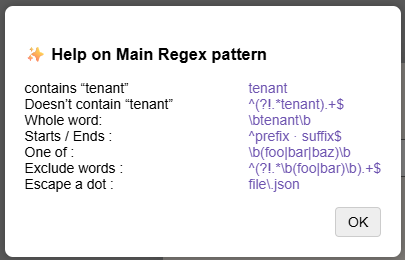 ✨ Help on Main Regex pattern
contains “tenant” tenant
Doesn’t contain “tenant” ^(?!.*tenant).+$
Whole word: \btenant\b
Starts / Ends : ^prefix · suffix$
One of : \b(foo|bar|baz)\b
Exclude words : ^(?!.*\b(foo|bar)\b).+$
Escape a dot : file\.json
OK